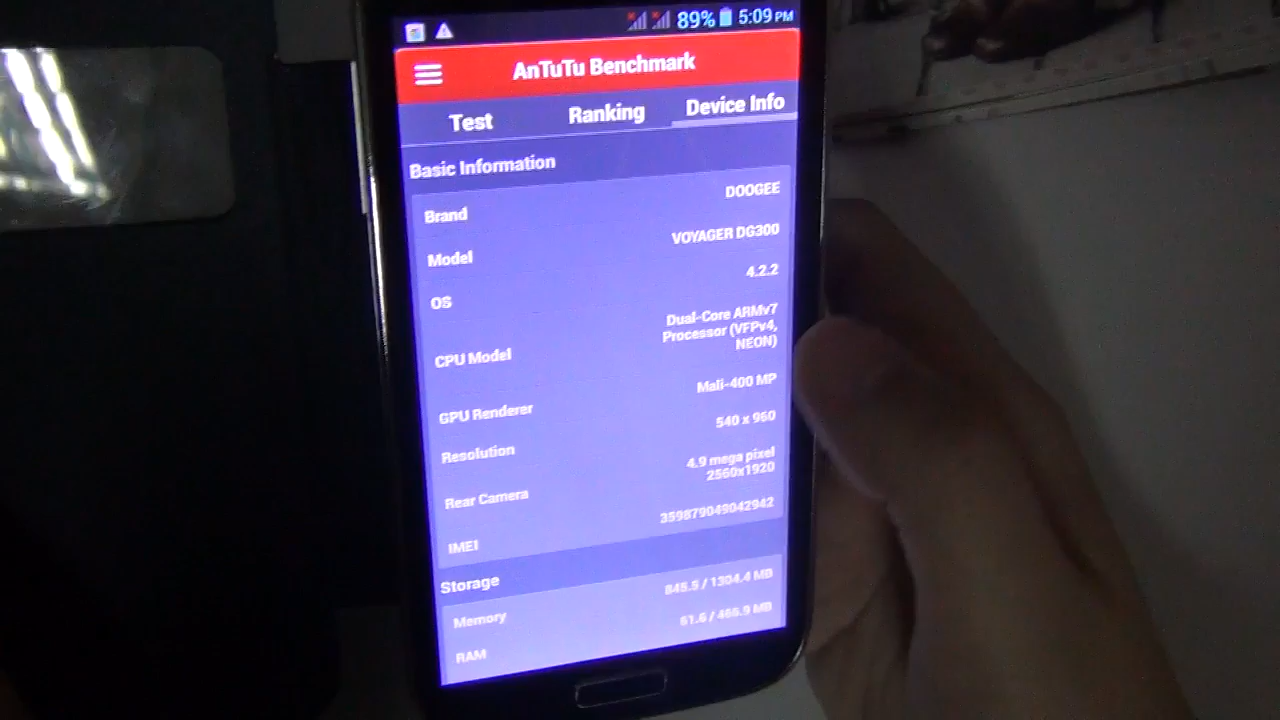 89% 5:09 PM
AnTuTu Benchmark
Test Ranking Device Info
Basic Information
Brand DOOGEE
Model VOYAGER DG300
OS 4.2.2
CPU Model Dual-Core ARMv7
Processor (VFPv4,
NEON)
GPU Renderer Mali-400 MP
Resolution 540 x 960
Rear Camera 4.9 mega pixel
2560x1920
IMEI 359879049042942
Storage
Memory 845.5 / 1304.4 MB
RAM 61.6 / 466.9 MB